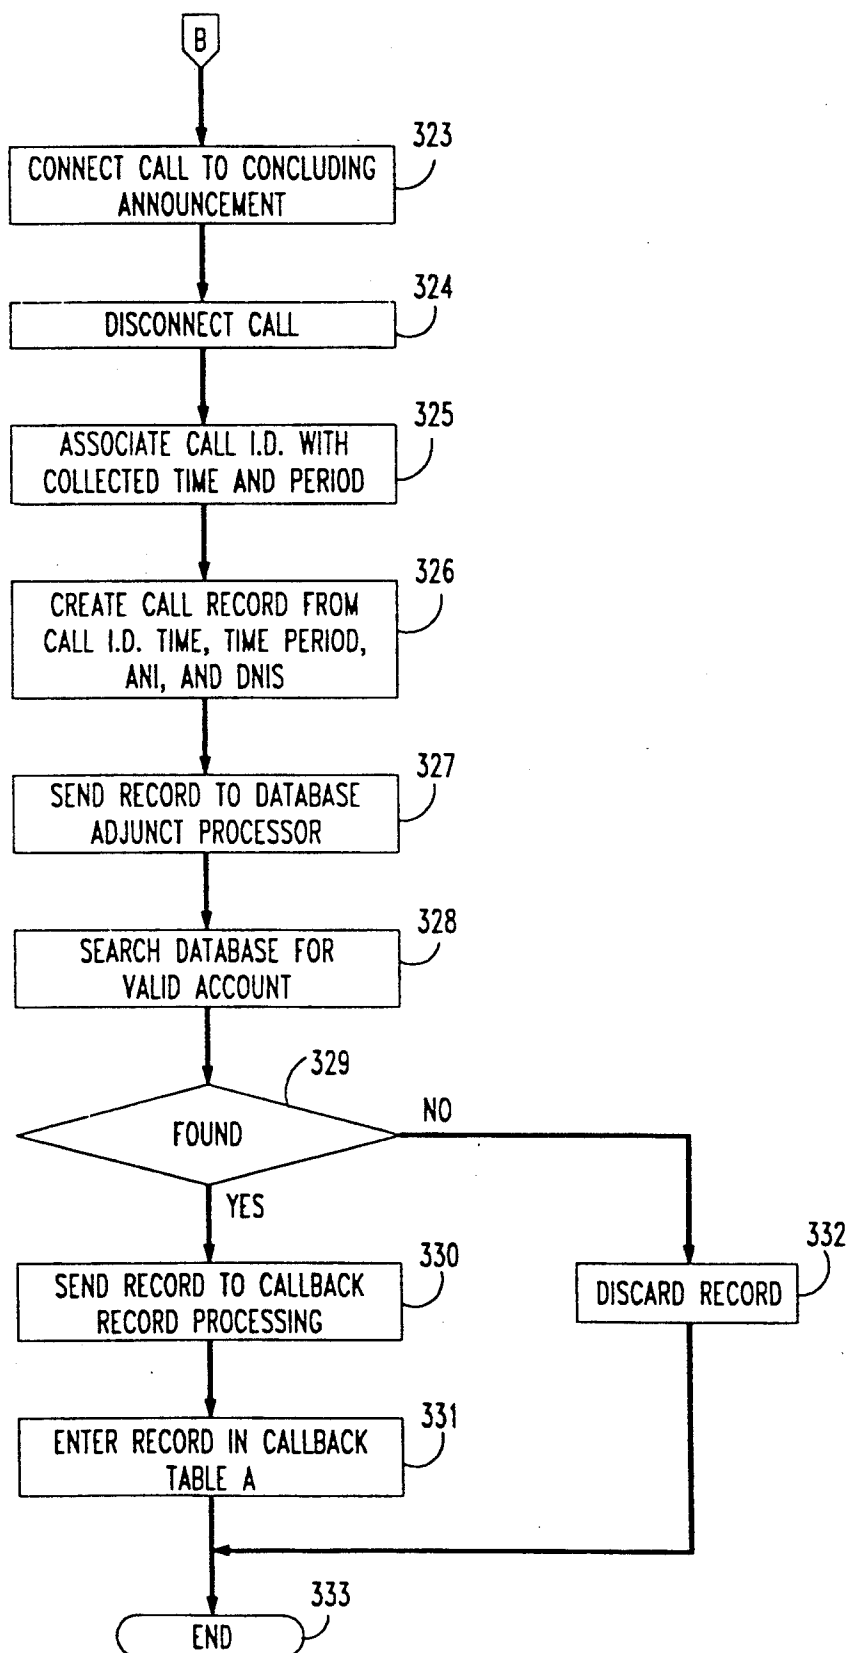 B
323
CONNECT CALL TO CONCLUDING
ANNOUNCEMENT
324
DISCONNECT CALL
325
ASSOCIATE CALL I.D. WITH
COLLECTED TIME AND PERIOD
326
CREATE CALL RECORD FROM
CALL I.D. TIME, TIME PERIOD,
ANI, AND DNIS
327
SEND RECORD TO DATABASE
ADJUNCT PROCESSOR
328
SEARCH DATABASE FOR
VALID ACCOUNT
329
FOUND
NO
YES
330
SEND RECORD TO CALLBACK
RECORD PROCESSING
332
DISCARD RECORD
331
ENTER RECORD IN CALLBACK
TABLE A
333
END